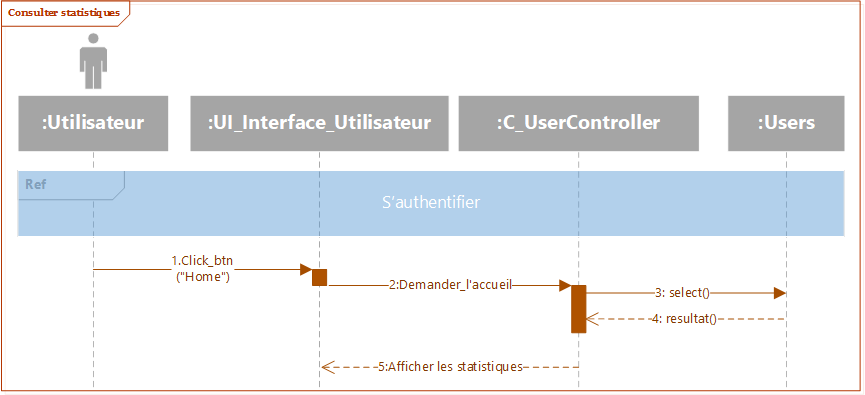 Consulter statistiques
:Utilisateur
:UI_Interface_Utilisateur
:C_UserController
:Users
Ref
S'authentifier
1.Click_btn
("Home")
2:Demander_l'accueil
3: select()
4: resultat()
5:Afficher les statistiques